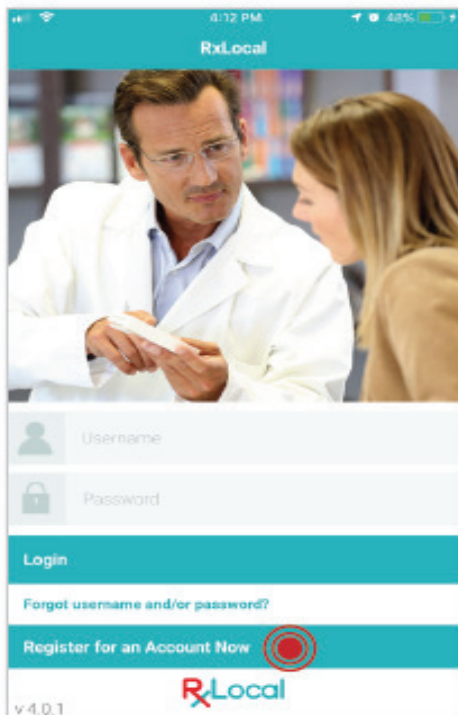 4:12 PM
48%
RxLocal
Username
Password
Login
Forgot username and/or password?
Register for an Account Now
RxLocal
v 4.0.1